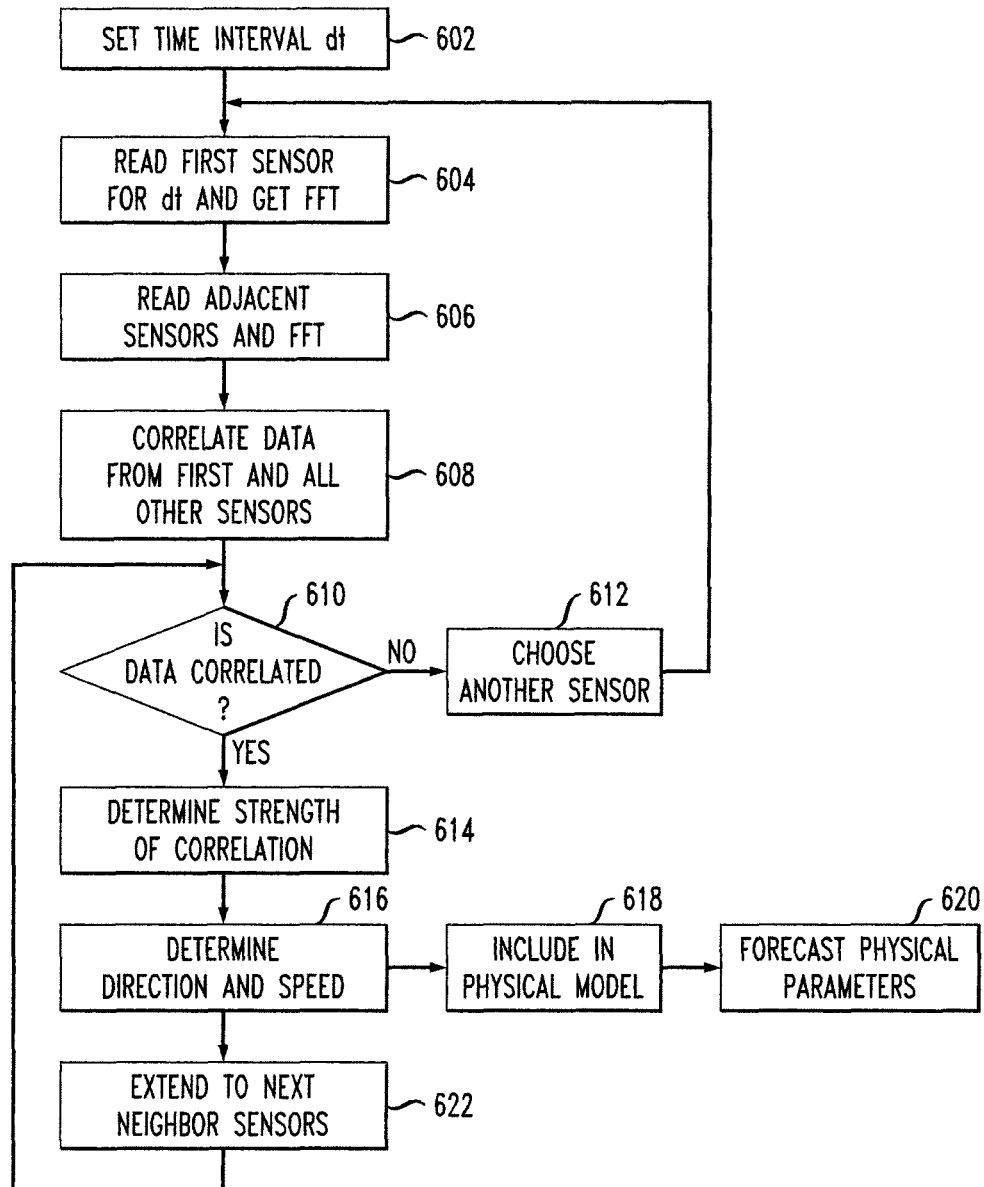 SET TIME INTERVAL dt
602
READ FIRST SENSOR
FOR dt AND GET FFT
604
READ ADJACENT
SENSORS AND FFT
606
CORRELATE DATA
FROM FIRST AND ALL
OTHER SENSORS
608
610
IS
DATA CORRELATED
?
NO
612
CHOOSE
ANOTHER SENSOR
YES
DETERMINE STRENGTH
OF CORRELATION
614
616
DETERMINE
DIRECTION AND SPEED
618
INCLUDE IN
PHYSICAL MODEL
620
FORECAST PHYSICAL
PARAMETERS
EXTEND TO NEXT
NEIGHBOR SENSORS
622